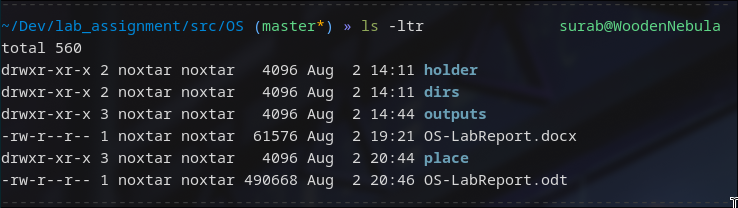 ~/Dev/lab_assignment/src/OS (master*) » ls -ltr surab@WoodenNebula
total 560
drwxr-xr-x 2 noxtar noxtar   4096 Aug  2 14:11 holder
drwxr-xr-x 2 noxtar noxtar   4096 Aug  2 14:11 dirs
drwxr-xr-x 3 noxtar noxtar   4096 Aug  2 14:44 outputs
-rw-r--r-- 1 noxtar noxtar  61576 Aug  2 19:21 OS-LabReport.docx
drwxr-xr-x 3 noxtar noxtar   4096 Aug  2 20:44 place
-rw-r--r-- 1 noxtar noxtar 490668 Aug  2 20:46 OS-LabReport.odt